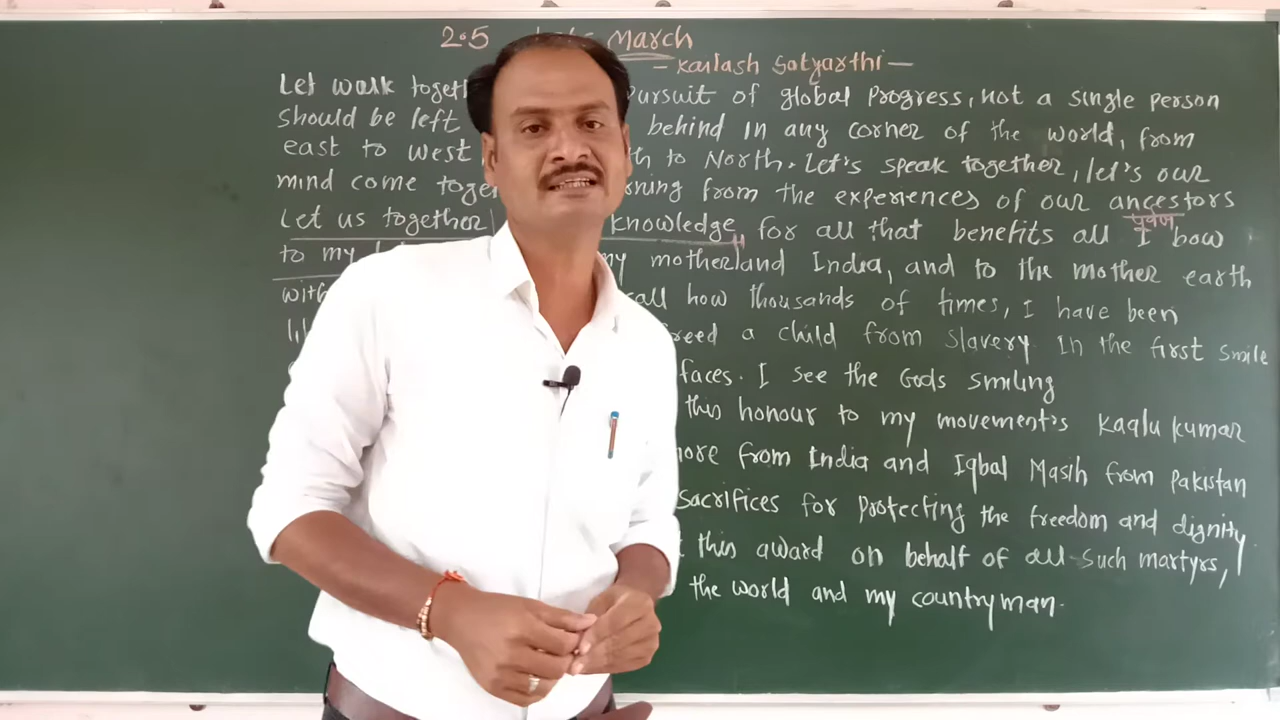 2.5 March
- Kailash Satyarthi -
Let walk pursuit of global Progress, not a single person
should be left behind in any corner of the world, from
east to west to North. Let's speak together, let's our
mind come from the experiences of our ancestors
पूर्वज
Let us together knowledge, for all that benefits all I bow
to my my motherland India, and to the mother earth
how thousands of times, I have been
a child from slavery. In the first smile
faces. I see the Gods smiling
this honour to my movement's Kaalu kumar
from India and Iqbal Masih from Pakistan
sacrifices for protecting the freedom and dignity.
this award on behalf of all such martyrs,
the world and my countryman.